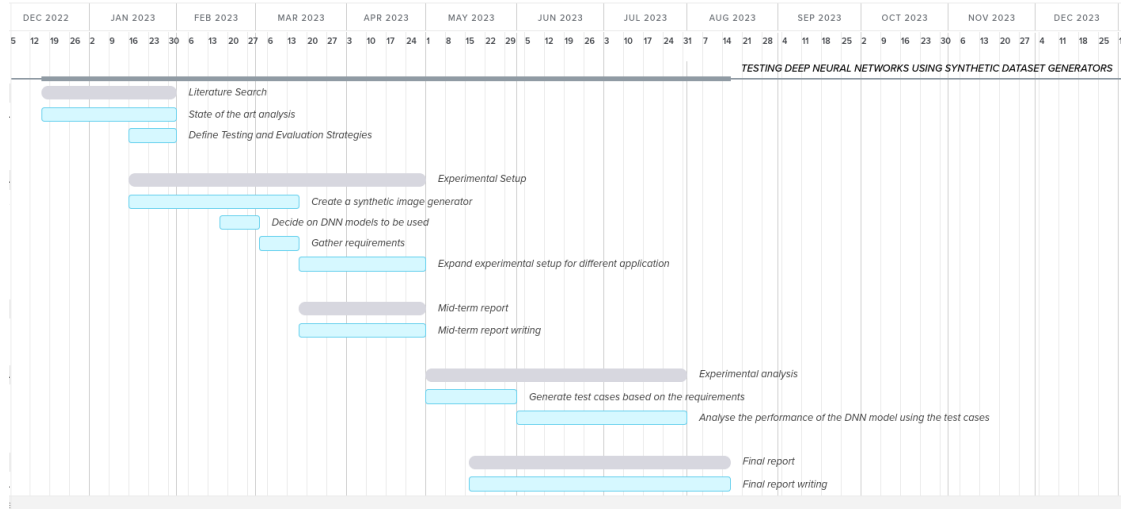 DEC 2022 JAN 2023 FEB 2023 MAR 2023 APR 2023 MAY 2023 JUN 2023 JUL 2023 AUG 2023 SEP 2023 OCT 2023 NOV 2023 DEC 2023
5 12 19 26 2 9 16 23 30 6 13 20 27 6 13 20 27 3 10 17 24 1 8 15 22 29 5 12 19 26 3 10 17 24 31 7 14 21 28 4 11 18 25 2 9 16 23 30 6 13 20 27 4 11 18 25 1
TESTING DEEP NEURAL NETWORKS USING SYNTHETIC DATASET GENERATORS
Literature Search
State of the art analysis
Define Testing and Evaluation Strategies
Experimental Setup
Create a synthetic image generator
Decide on DNN models to be used
Gather requirements
Expand experimental setup for different application
Mid-term report
Mid-term report writing
Experimental analysis
Generate test cases based on the requirements
Analyse the performance of the DNN model using the test cases
Final report
Final report writing